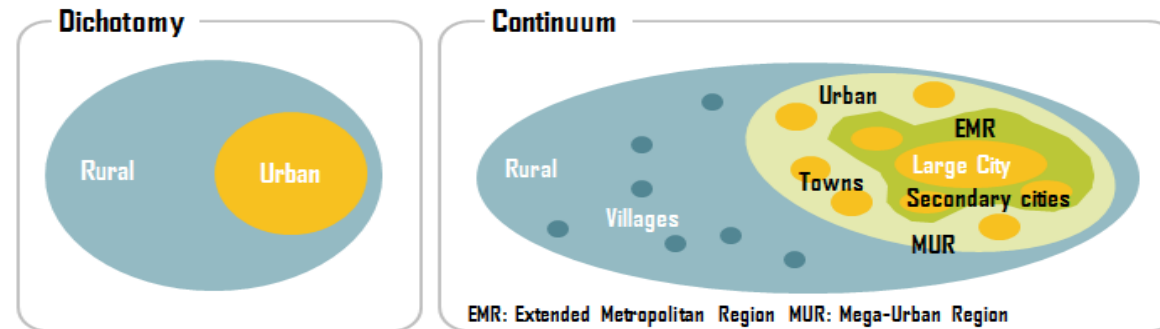 Dichotomy
Rural
Urban
Continuum
Urban
EMR
Rural
Large City
Towns
Secondary cities
Villages
MUR
EMR: Extended Metropolitan Region MUR: Mega-Urban Region